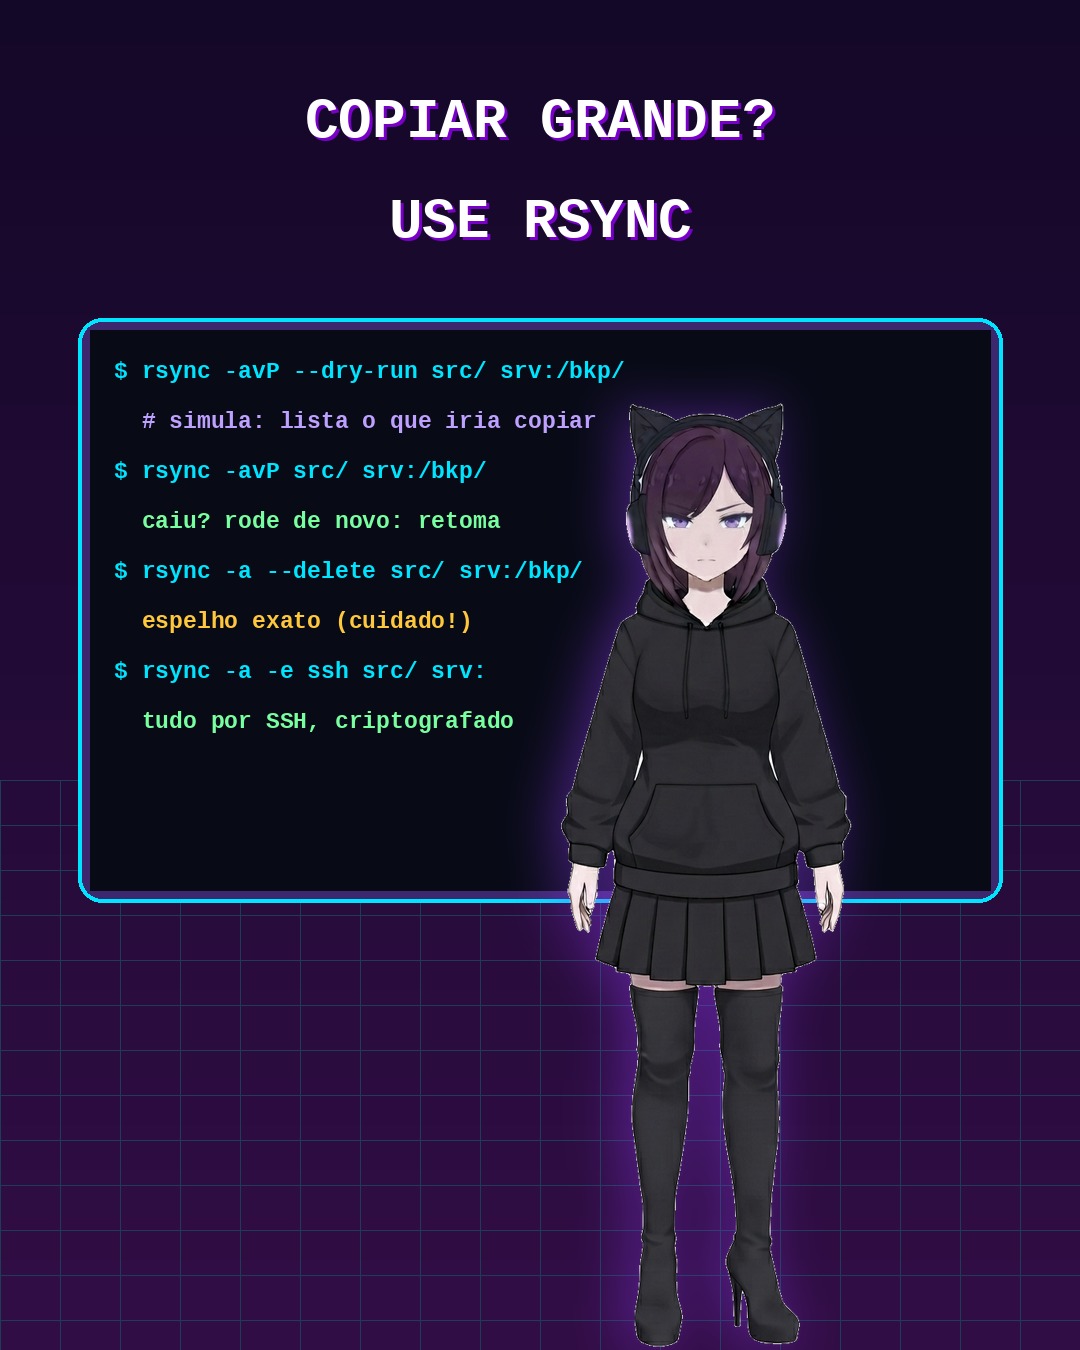 COPIAR GRANDE?
USE RSYNC
$ rsync -avP --dry-run src/ srv:/bkp/
# simula: lista o que iria copiar
$ rsync -avP src/ srv:/bkp/
caiu? rode de novo: retoma
$ rsync -a --delete src/ srv:/bkp/
espelho exato (cuidado!)
$ rsync -a -e ssh src/ srv:
tudo por SSH, criptografado